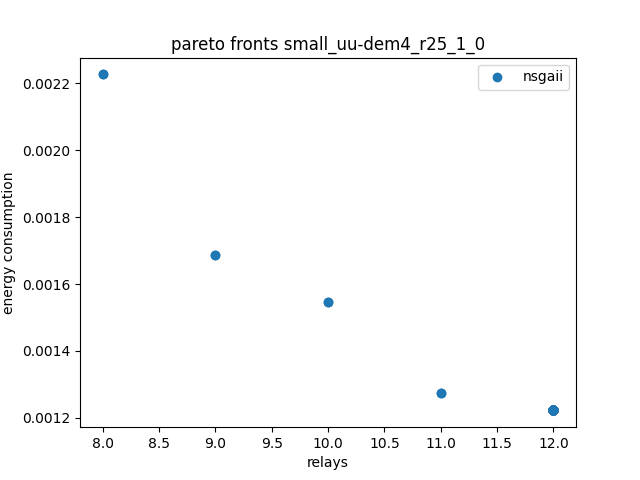 pareto fronts small_uu-dem4_r25_1_0
nsgaii
energy consumption
0.0022
0.0020
0.0018
0.0016
0.0014
0.0012
8.0 8.5 9.0 9.5 10.0 10.5 11.0 11.5 12.0
relays